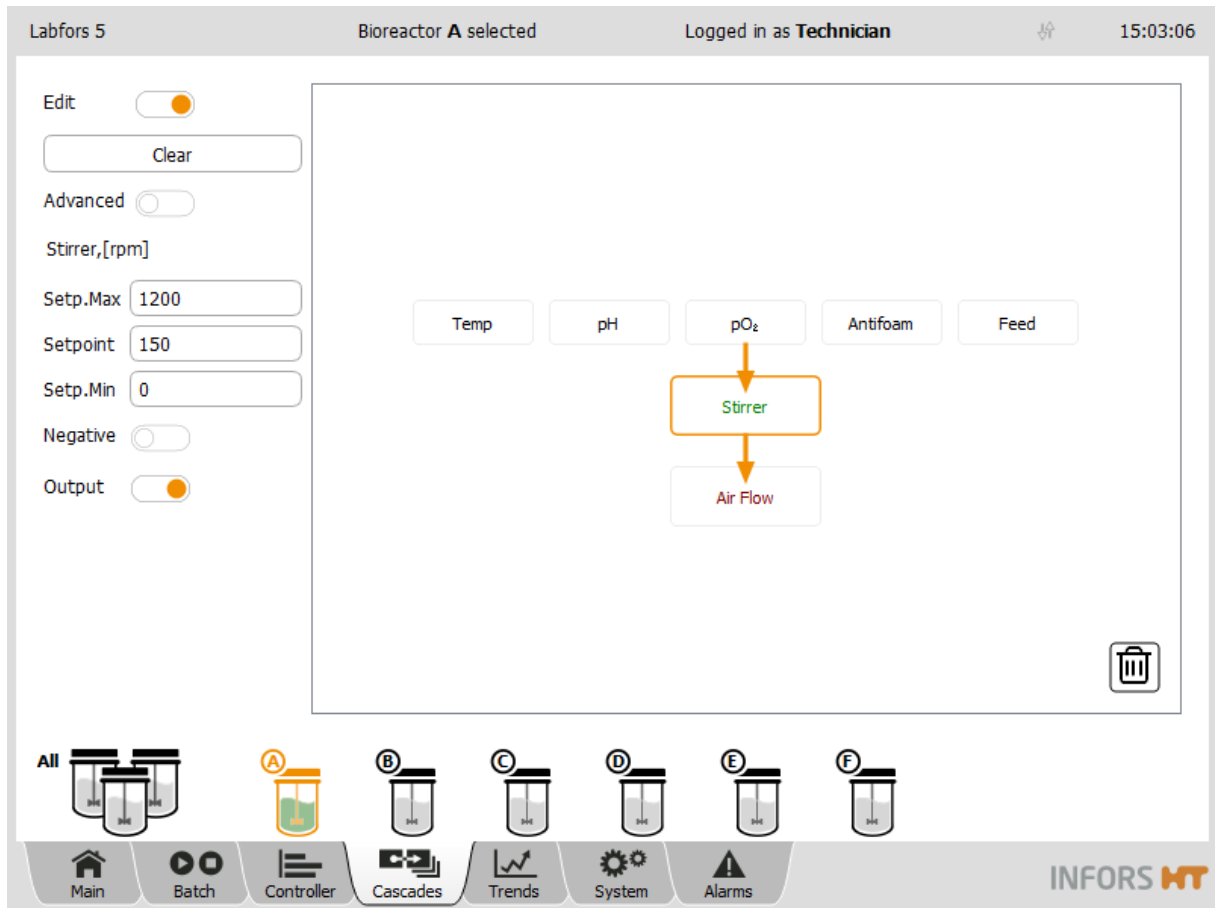 Labfors 5 Bioreactor A selected Logged in as Technician 15:03:06
Edit
Clear
Advanced
Stirrer,[rpm]
Setp.Max 1200
Setpoint 150
Setp.Min 0
Negative
Output
Temp pH pO₂ Antifoam Feed
Stirrer
Air Flow
All A B C D E F
Main Batch Controller Cascades Trends System Alarms
INFORS HT